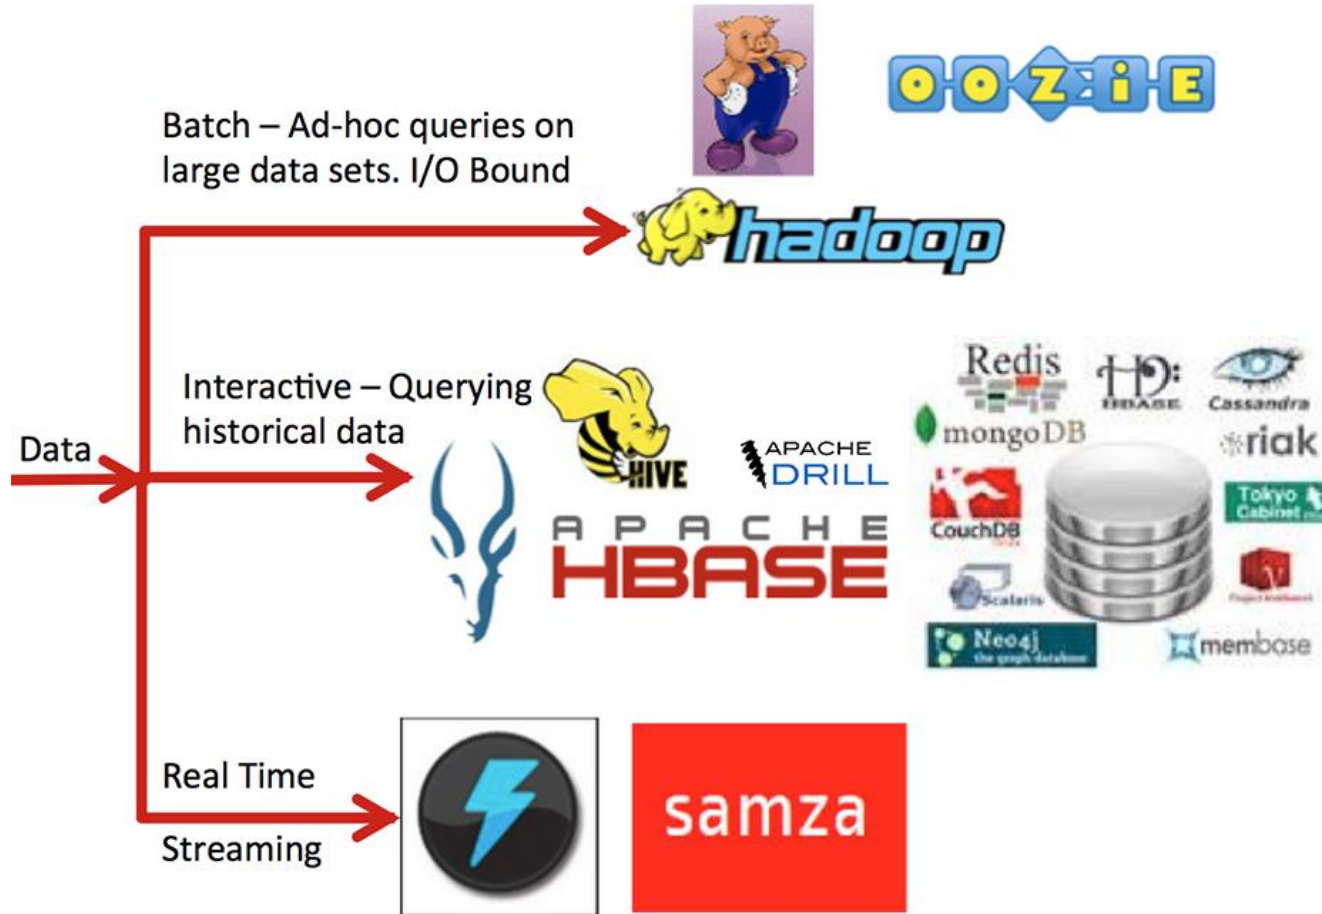 OOZiE
Batch – Ad-hoc queries on
large data sets. I/O Bound
hadoop
Interactive – Querying
historical data
Data
HIVE
APACHE
DRILL
APACHE
HBASE
Redis
HBASE
Cassandra
mongoDB
riak
CouchDB
Tokyo
Cabinet
Scalaris
Neo4j
the graph database
membase
Real Time
Streaming
samza